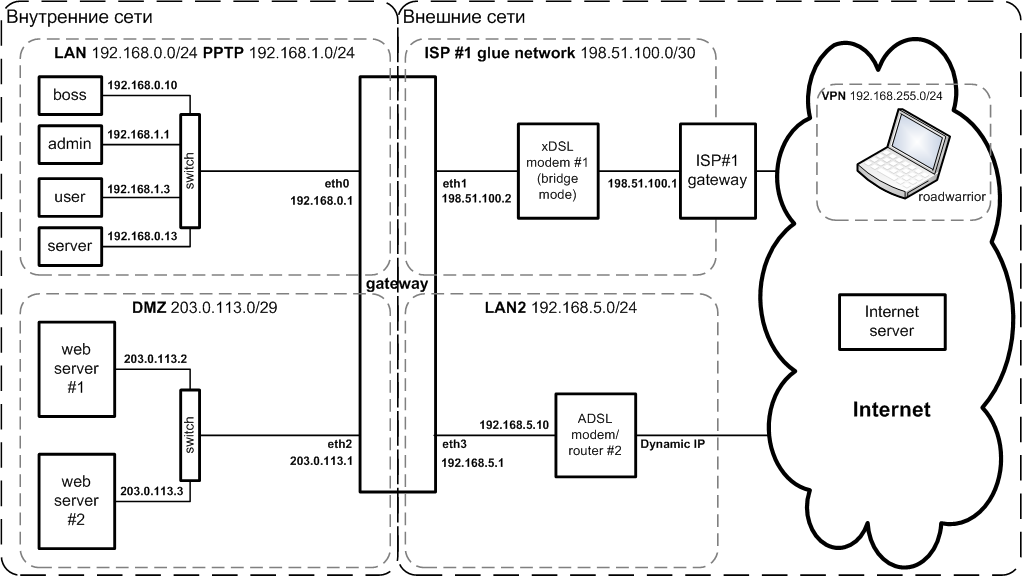 Внутренние сети
Внешние сети
LAN 192.168.0.0/24 PPTP 192.168.1.0/24
boss
192.168.0.10
admin
192.168.1.1
user
192.168.1.3
server
192.168.0.13
switch
eth0
192.168.0.1
ISP #1 glue network 198.51.100.0/30
eth1
198.51.100.2
xDSL
modem #1
(bridge
mode)
198.51.100.1
ISP#1
gateway
VPN 192.168.255.0/24
roadwarrior
gateway
DMZ 203.0.113.0/29
web
server
#1
203.0.113.2
switch
web
server
#2
203.0.113.3
eth2
203.0.113.1
LAN2 192.168.5.0/24
eth3
192.168.5.1
192.168.5.10
ADSL
modem/
router #2
Dynamic IP
Internet
server
Internet